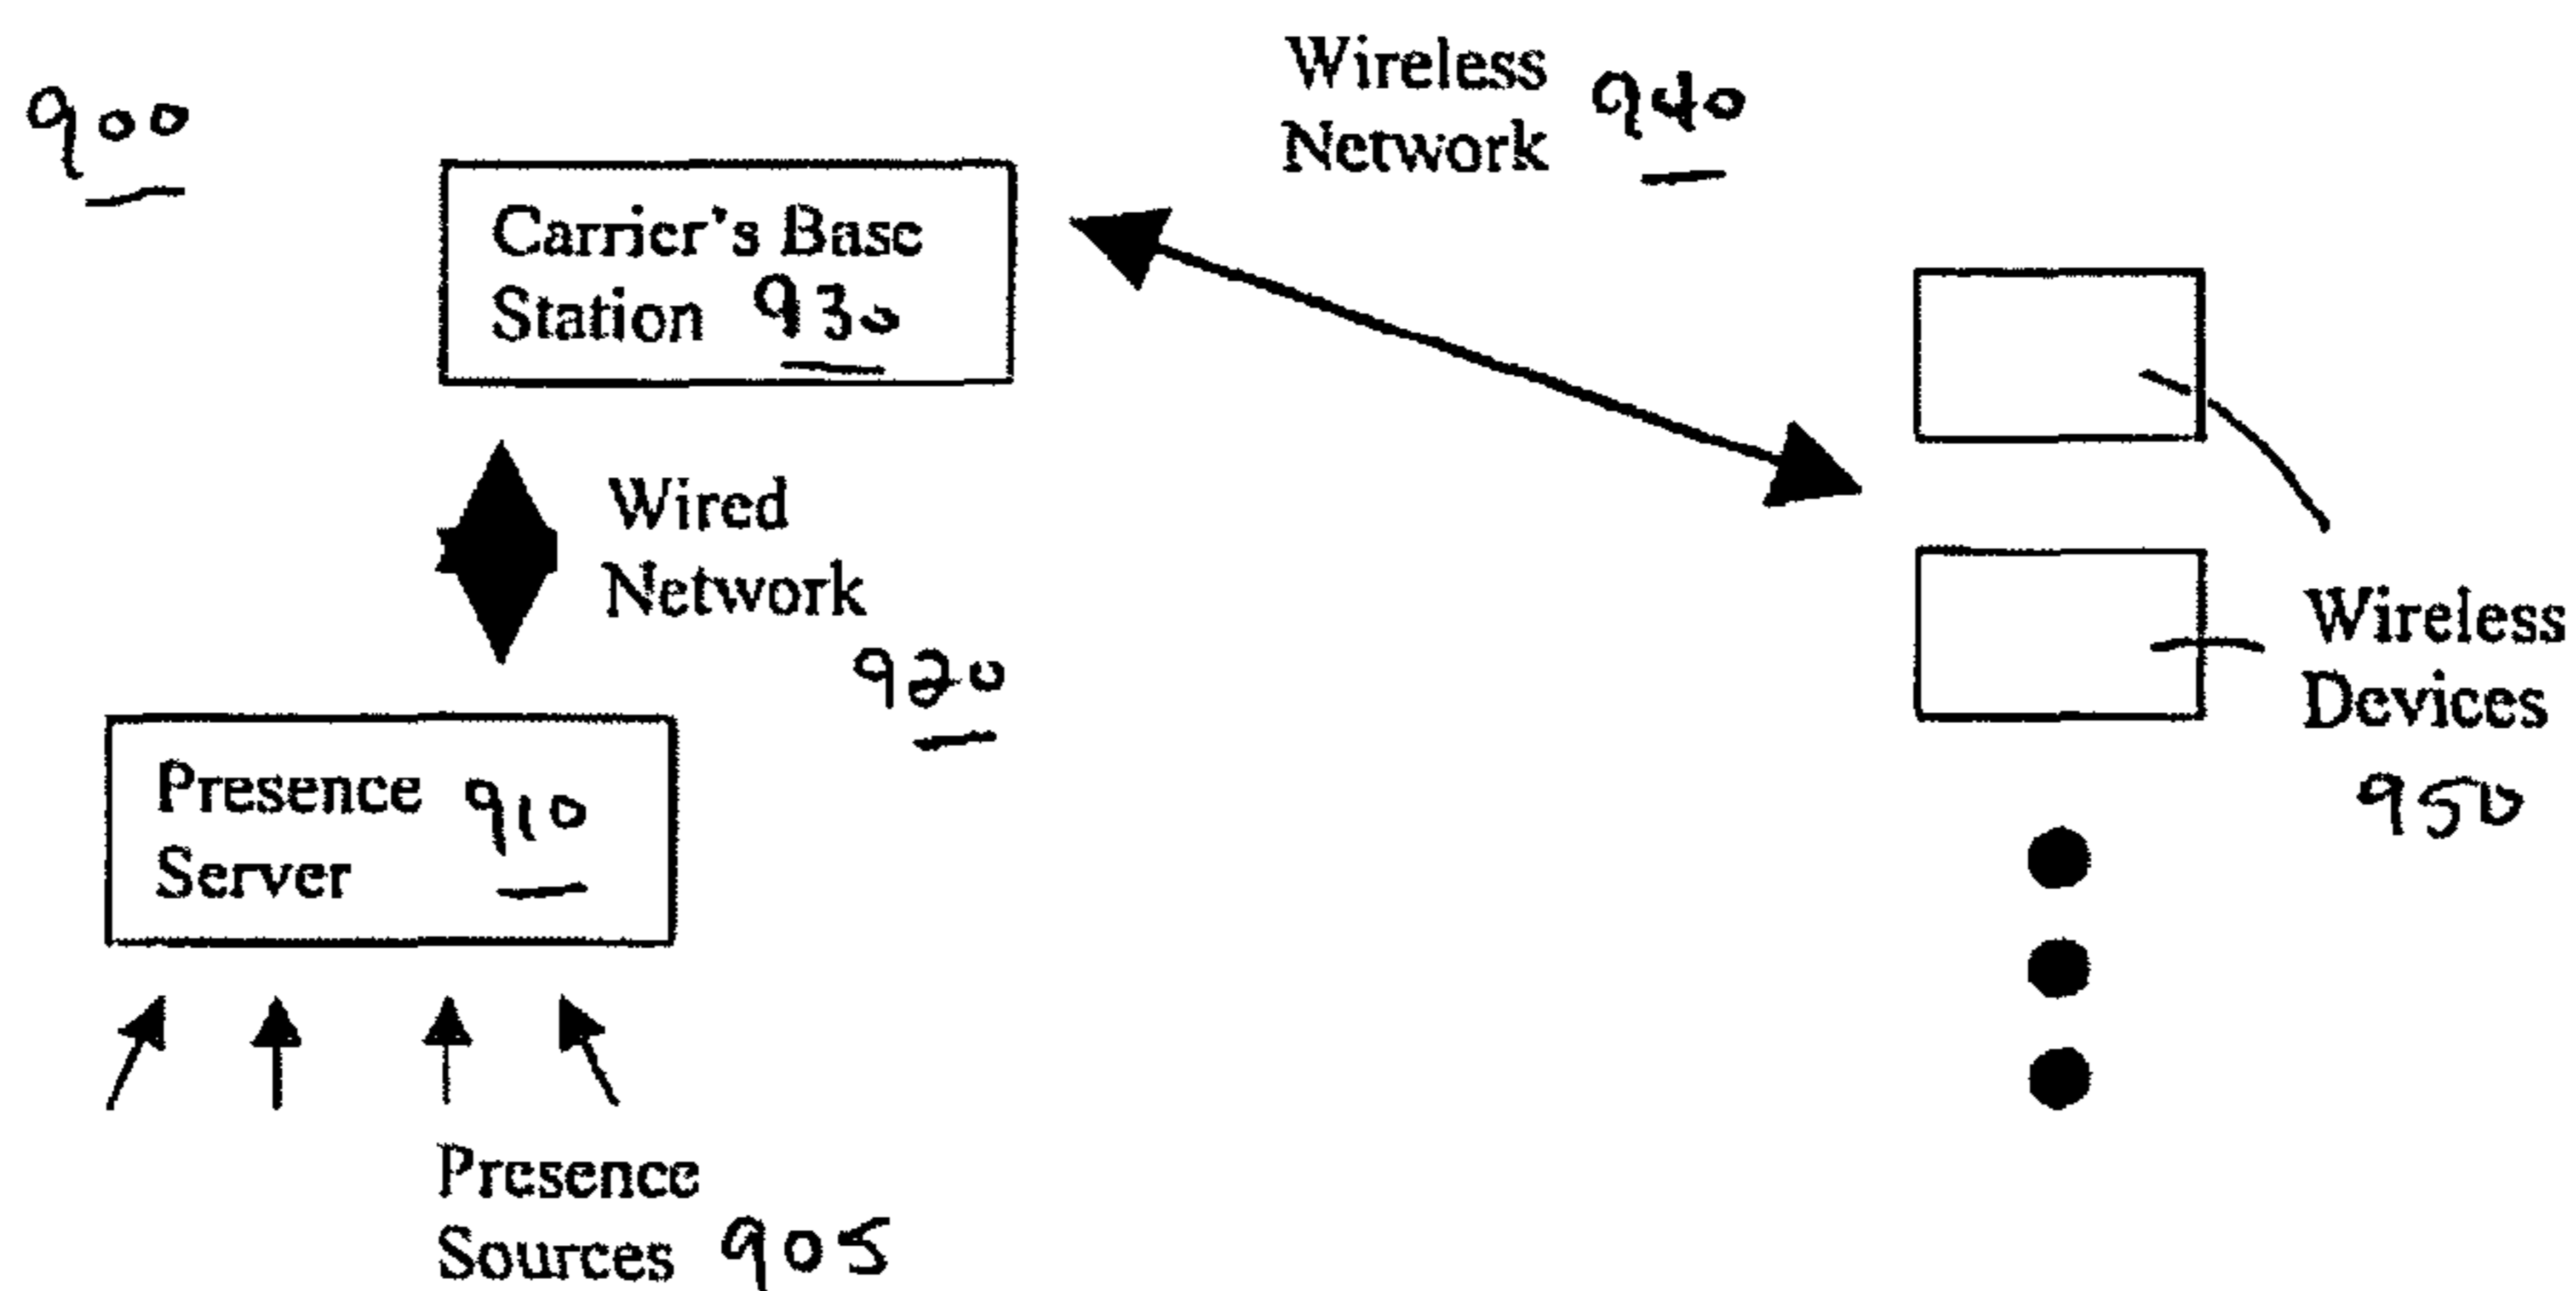 900
Wireless
Network 940
Carrier's Base
Station 930
Wired
Network
920
Wireless
Devices
950
Presence 910
Server
Presence
Sources 905